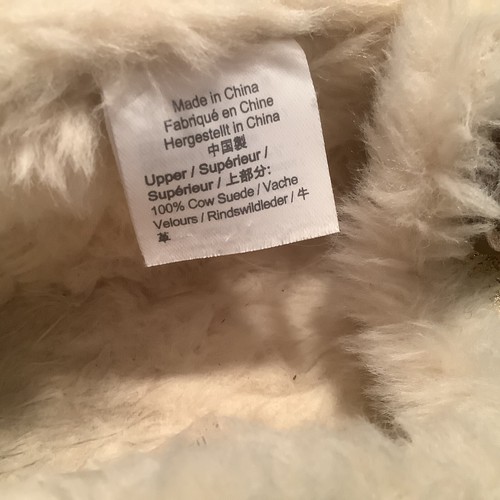 Made in China
Fabriqué en Chine
Hergestellt in China
中国製
Upper / Supérieur /
Supérieur / 上部分:
100% Cow Suede / Vache
Velours / Rindswildleder / 牛
革